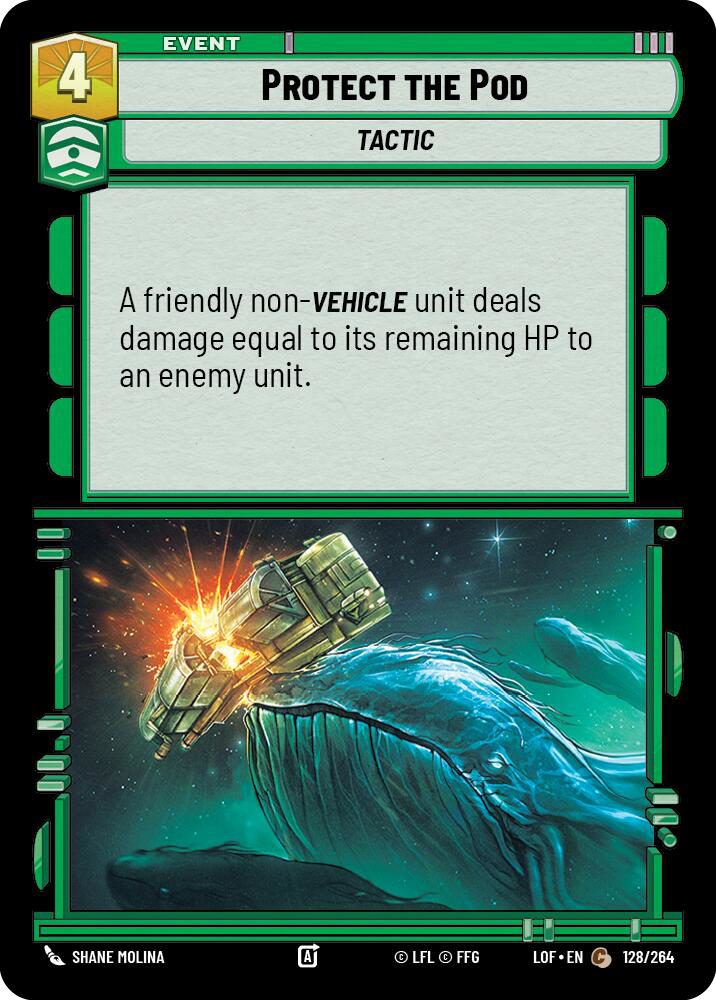 EVENT
4
PROTECT THE POD
TACTIC
A friendly non-VEHICLE unit deals
damage equal to its remaining HP to
an enemy unit.
SHANE MOLINA
A
© LFL © FFG
LOF • EN
C
128/264